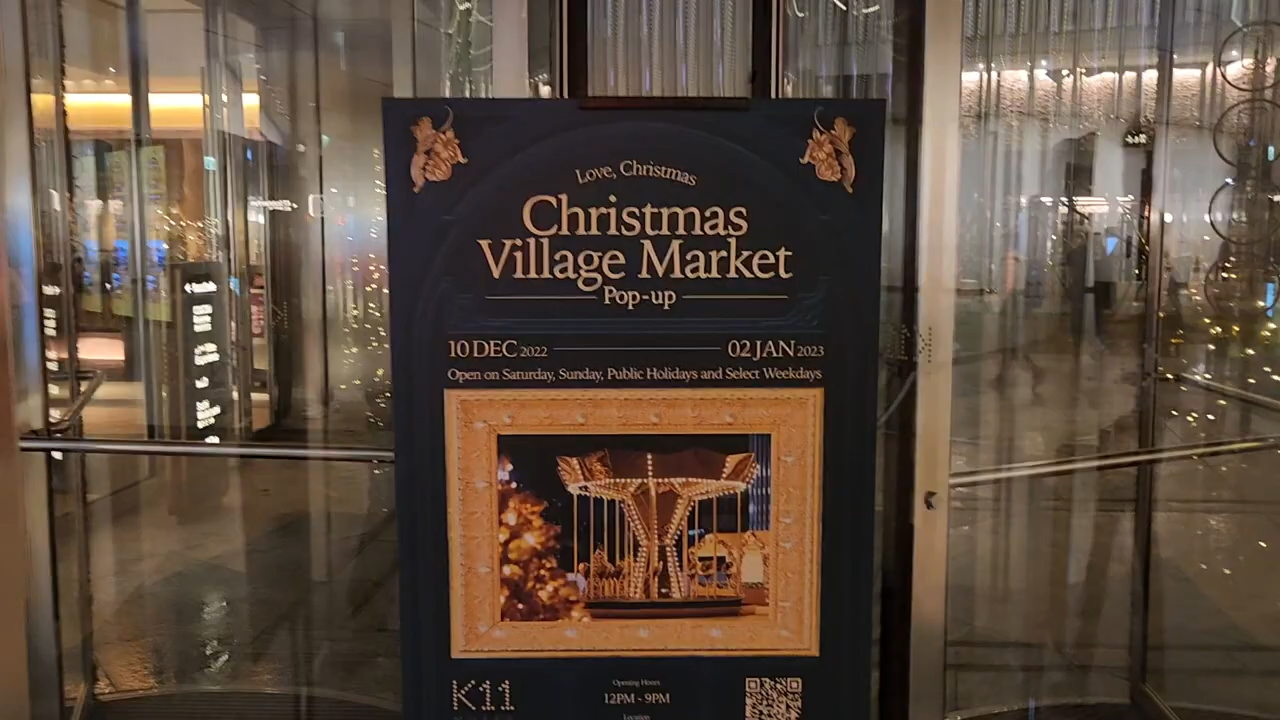 Love, Christmas
Christmas
Village Market
Pop-up
10 DEC 2022 02 JAN 2023
Open on Saturday, Sunday, Public Holidays and Select Weekdays
K11
Opening Hours
12PM - 9PM
Location